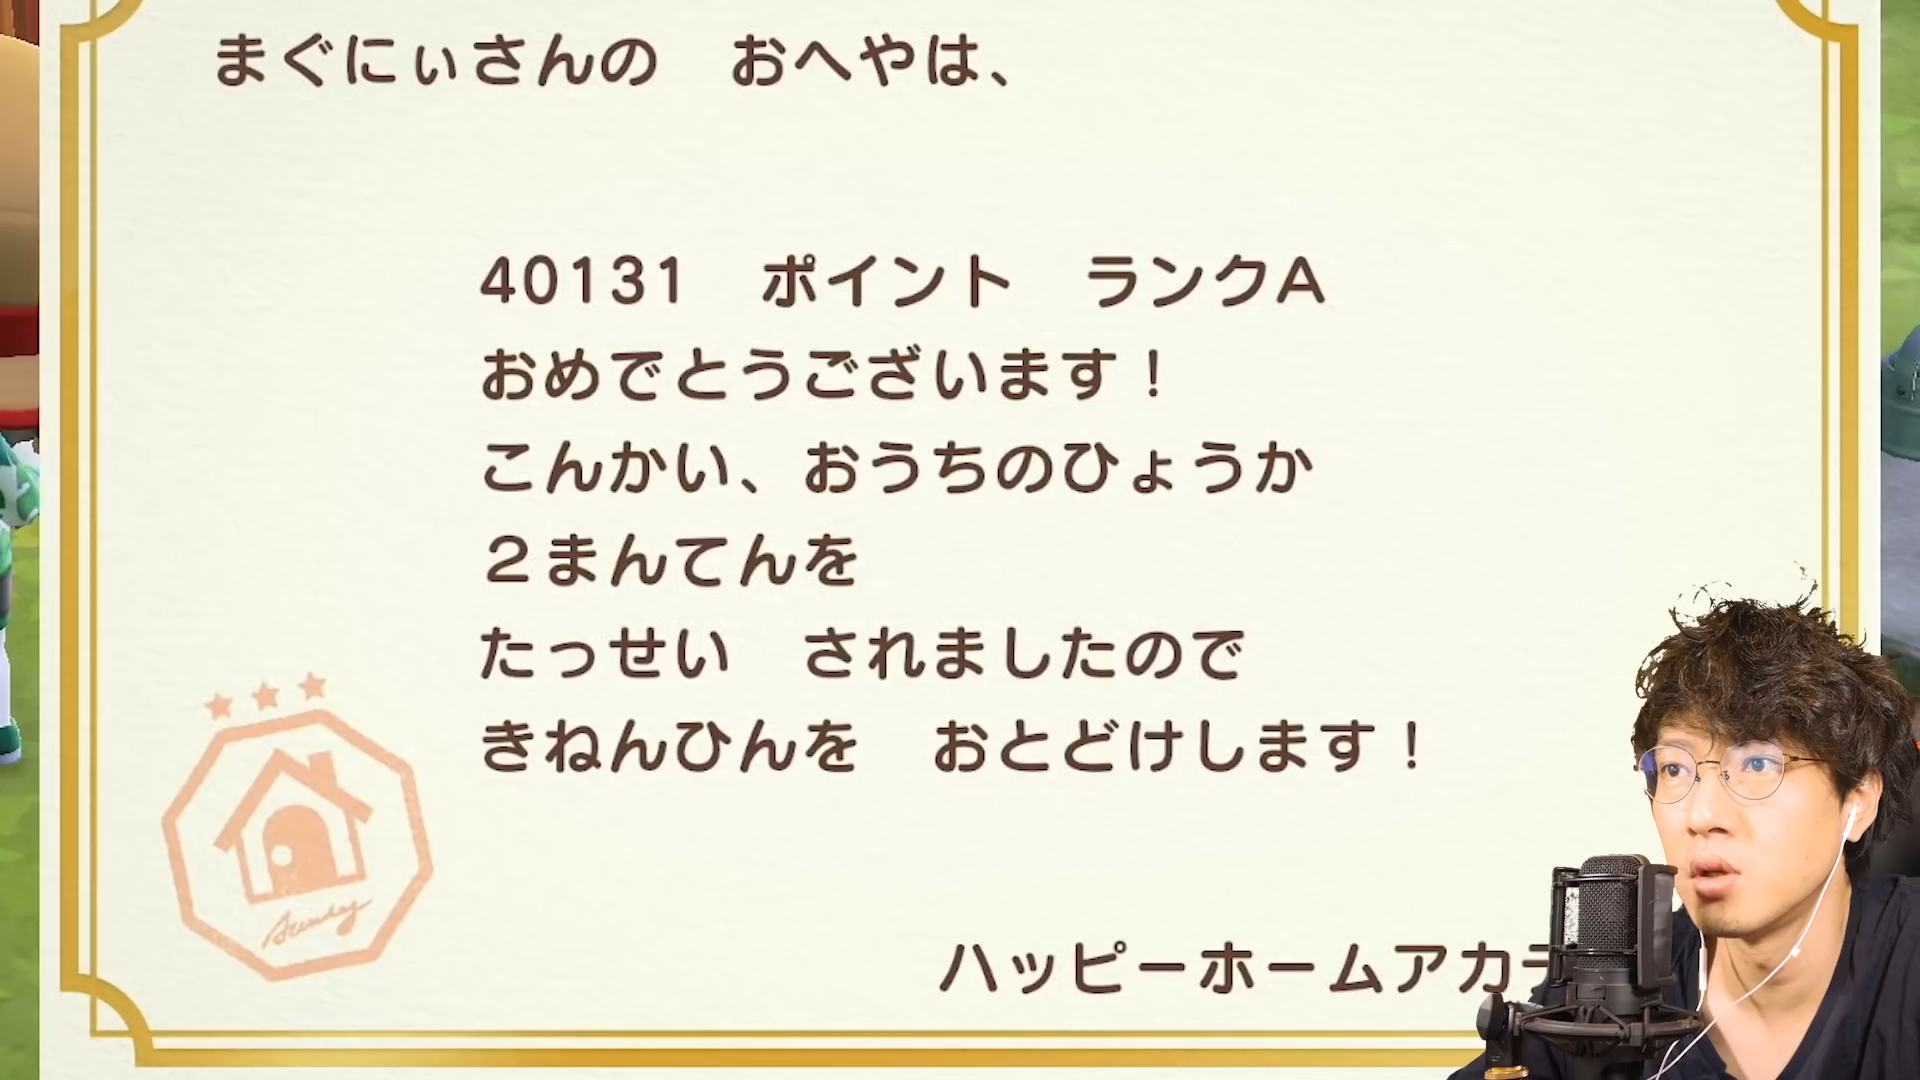 まぐにぃさんの　おへやは、
40131　ポイント　ランクA
おめでとうございます！
こんかい、おうちのひょうか
２まんてんを
たっせい　されましたので
きねんひんを　おとどけします！
ハッピーホームアカデ